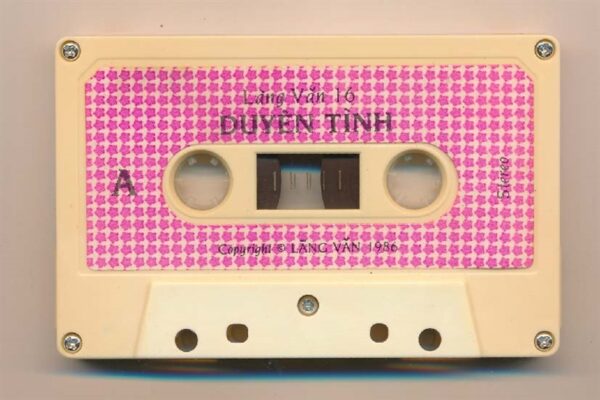 Làng Văn 16
DUYÊN TÌNH
A
Stereo
Copyright © LÀNG VĂN 1986